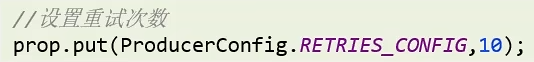 //设置重试次数
prop.put(ProducerConfig.RETRIES_CONFIG,10);